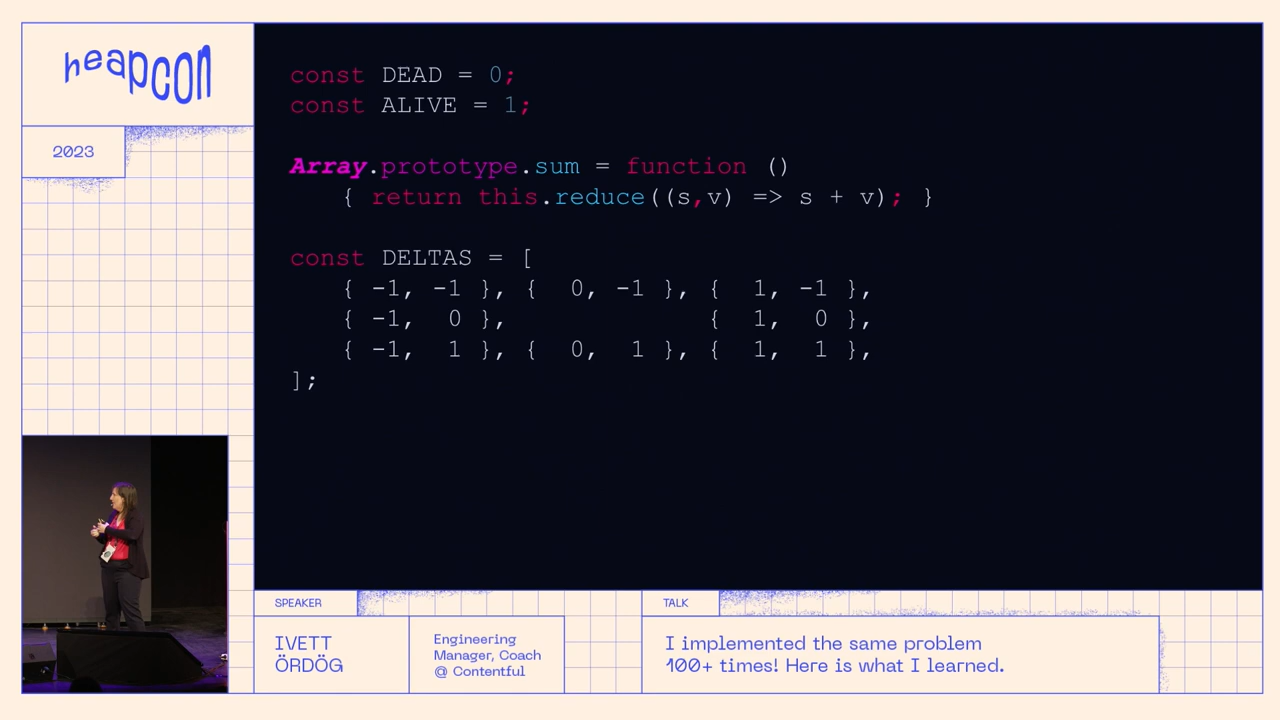 heapcon
2023
const DEAD = 0;
const ALIVE = 1;
Array.prototype.sum = function ()
{ return this.reduce((s,v) => s + v); }
const DELTAS = [
{ -1, -1 }, { 0, -1 }, { 1, -1 },
{ -1, 0 }, { 1, 0 },
{ -1, 1 }, { 0, 1 }, { 1, 1 },
];
SPEAKER
IVETT
ÖRDÖG
Engineering
Manager, Coach
@ Contentful
TALK
I implemented the same problem
100+ times! Here is what I learned.